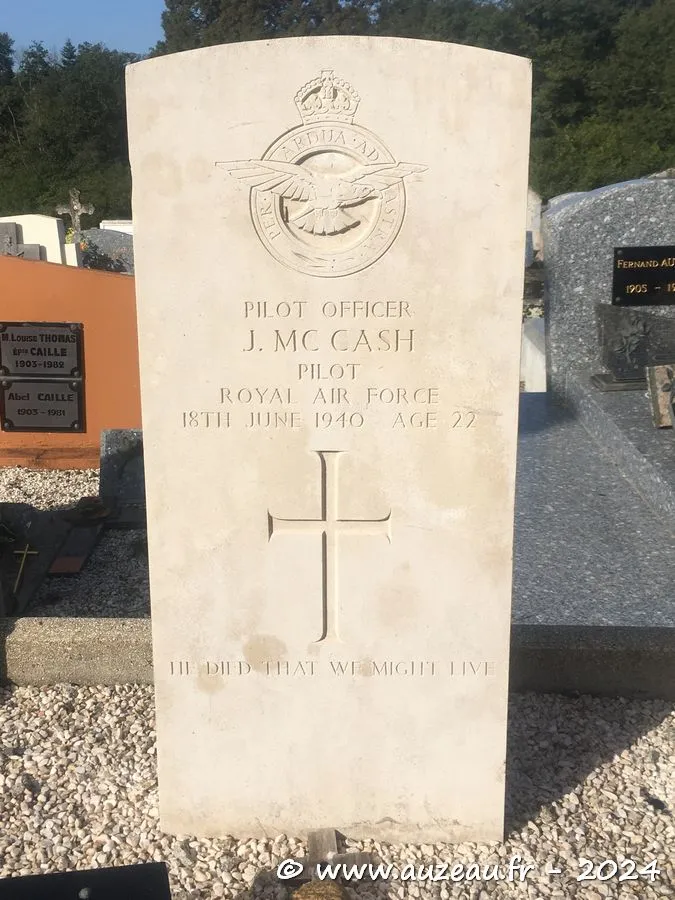 PER · ARDUA · AD ASTRA
PILOT OFFICER
J. MC CASH
PILOT
ROYAL AIR FORCE
18TH JUNE 1940 AGE 22
HE DIED THAT WE MIGHT LIVE
M. Louise THOMAS
Épse CAILLE
1903-1982
Abel CAILLE
1903-1981
FERNAND
1905 -
© www.auzeau.fr - 2024